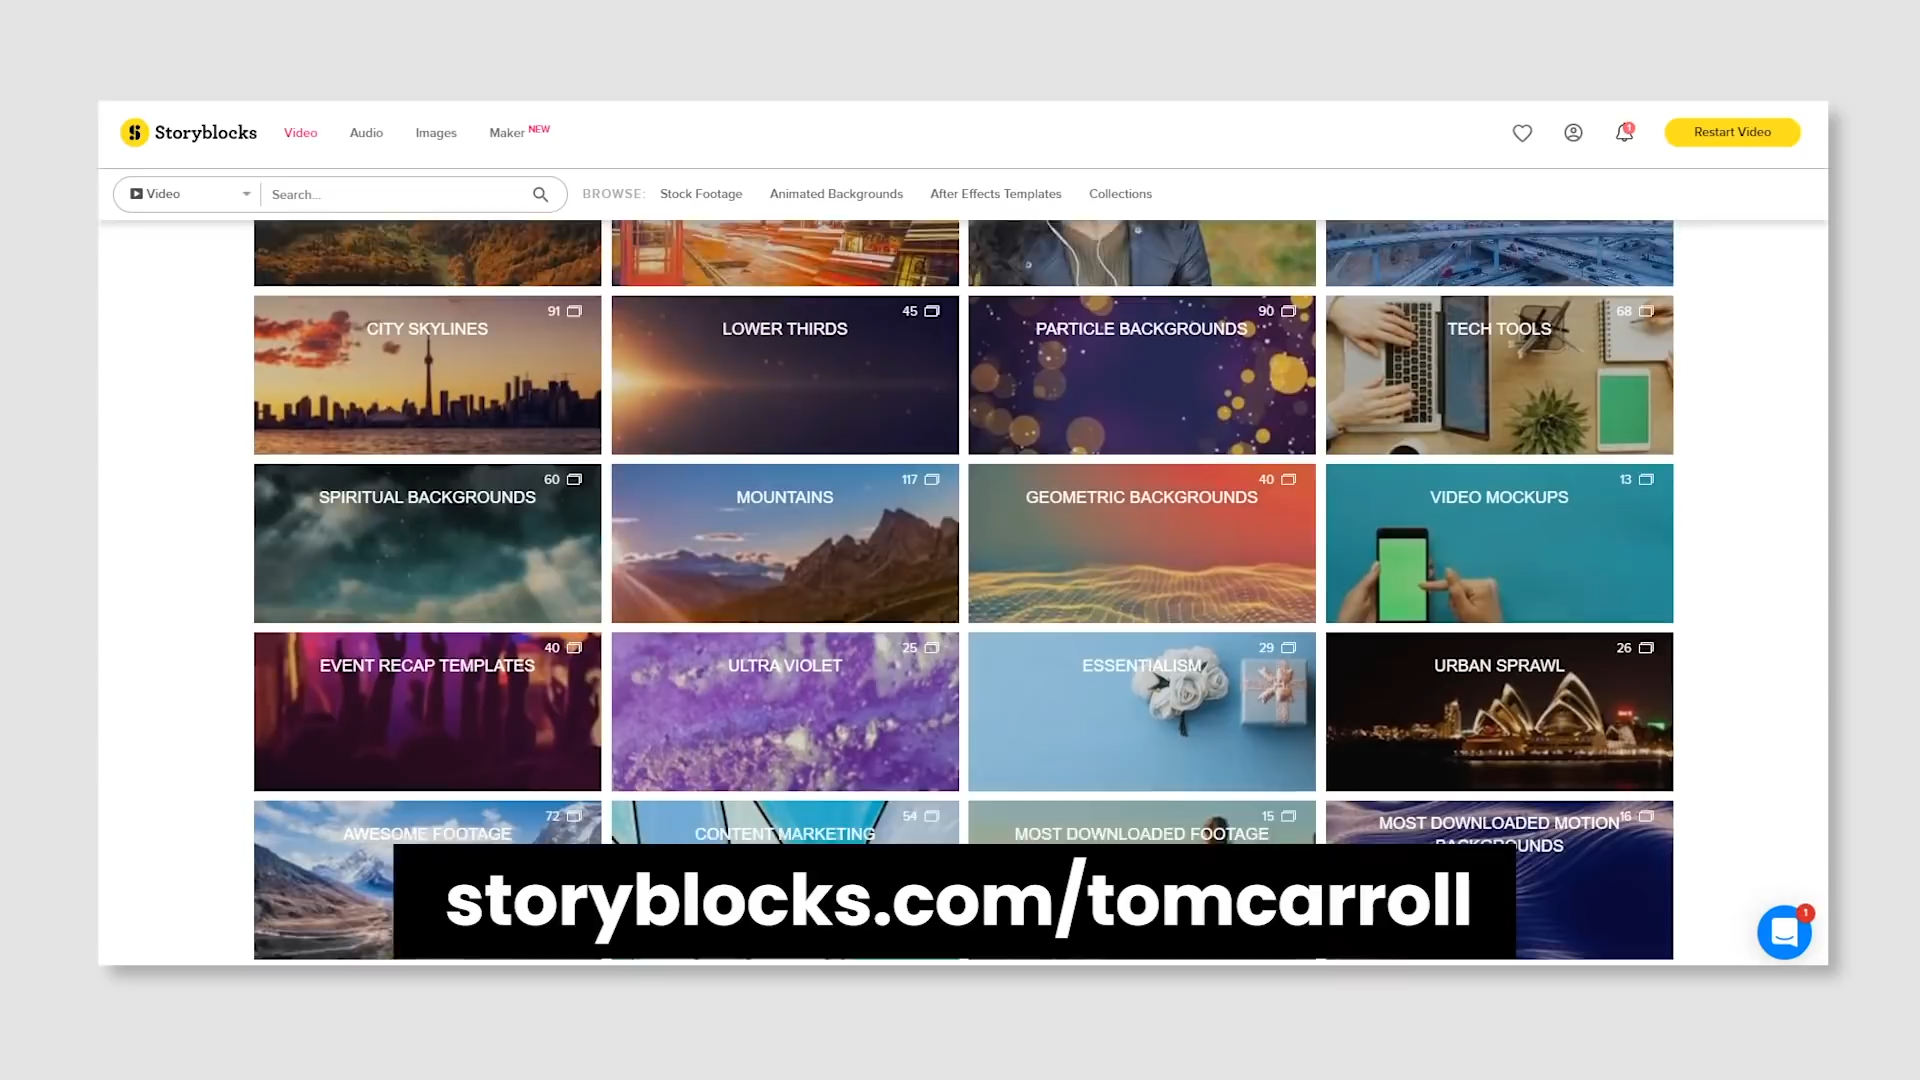 Storyblocks
Video
Audio
Images
Maker NEW
1
Restart Video
Video
Search...
BROWSE:
Stock Footage
Animated Backgrounds
After Effects Templates
Collections
91
CITY SKYLINES
45
LOWER THIRDS
90
PARTICLE BACKGROUNDS
68
TECH TOOLS
60
SPIRITUAL BACKGROUNDS
117
MOUNTAINS
40
GEOMETRIC BACKGROUNDS
13
VIDEO MOCKUPS
40
EVENT RECAP TEMPLATES
25
ULTRA VIOLET
29
ESSENTIALISM
26
URBAN SPRAWL
72
AWESOME FOOTAGE
54
CONTENT MARKETING
15
MOST DOWNLOADED FOOTAGE
16
MOST DOWNLOADED MOTION
BACKGROUNDS
storyblocks.com/tomcarroll
1